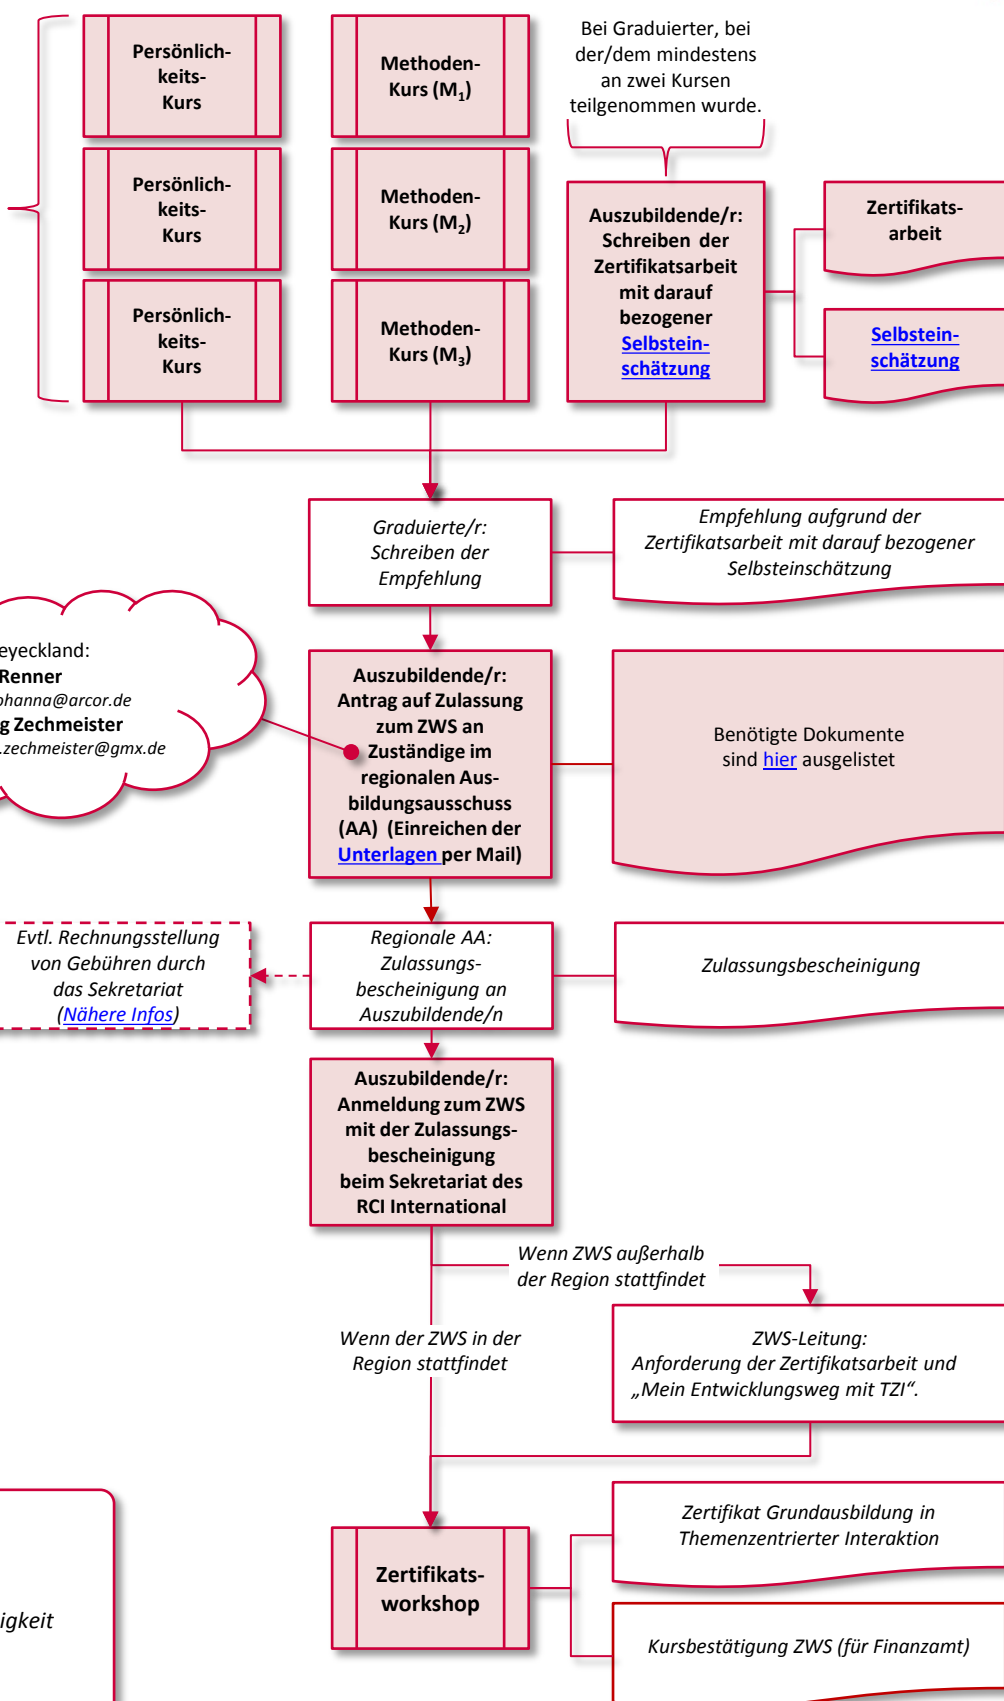 Persönlich-
keits-
Kurs
Methoden-
Kurs (M₁)
Bei Graduierter, bei
der/dem mindestens
an zwei Kursen
teilgenommen wurde.
Persönlich-
keits-
Kurs
Methoden-
Kurs (M₂)
Persönlich-
keits-
Kurs
Methoden-
Kurs (M₃)
Auszubildende/r:
Schreiben der
Zertifikatsarbeit
mit darauf
bezogener
Selbstein-
schätzung
Zertifikats-
arbeit
Selbstein-
schätzung
Graduierte/r:
Schreiben der
Empfehlung
Empfehlung aufgrund der
Zertifikatsarbeit mit darauf bezogener
Selbsteinschätzung
eyeckland:
Renner
ohanna@arcor.de
g Zechmeister
.zechmeister@gmx.de
Auszubildende/r:
Antrag auf Zulassung
zum ZWS an
Zuständige im
regionalen Aus-
bildungsausschuss
(AA) (Einreichen der
Unterlagen per Mail)
Benötigte Dokumente
sind hier ausgelistet
Evtl. Rechnungsstellung
von Gebühren durch
das Sekretariat
(Nähere Infos)
Regionale AA:
Zulassungs-
bescheinigung an
Auszubildende/n
Zulassungsbescheinigung
Auszubildende/r:
Anmeldung zum ZWS
mit der Zulassungs-
bescheinigung
beim Sekretariat des
RCI International
Wenn ZWS außerhalb
der Region stattfindet
Wenn der ZWS in der
Region stattfindet
ZWS-Leitung:
Anforderung der Zertifikatsarbeit und
„Mein Entwicklungsweg mit TZI“.
Zertifikats-
workshop
Zertifikat Grundausbildung in
Themenzentrierter Interaktion
Kursbestätigung ZWS (für Finanzamt)
igkeit